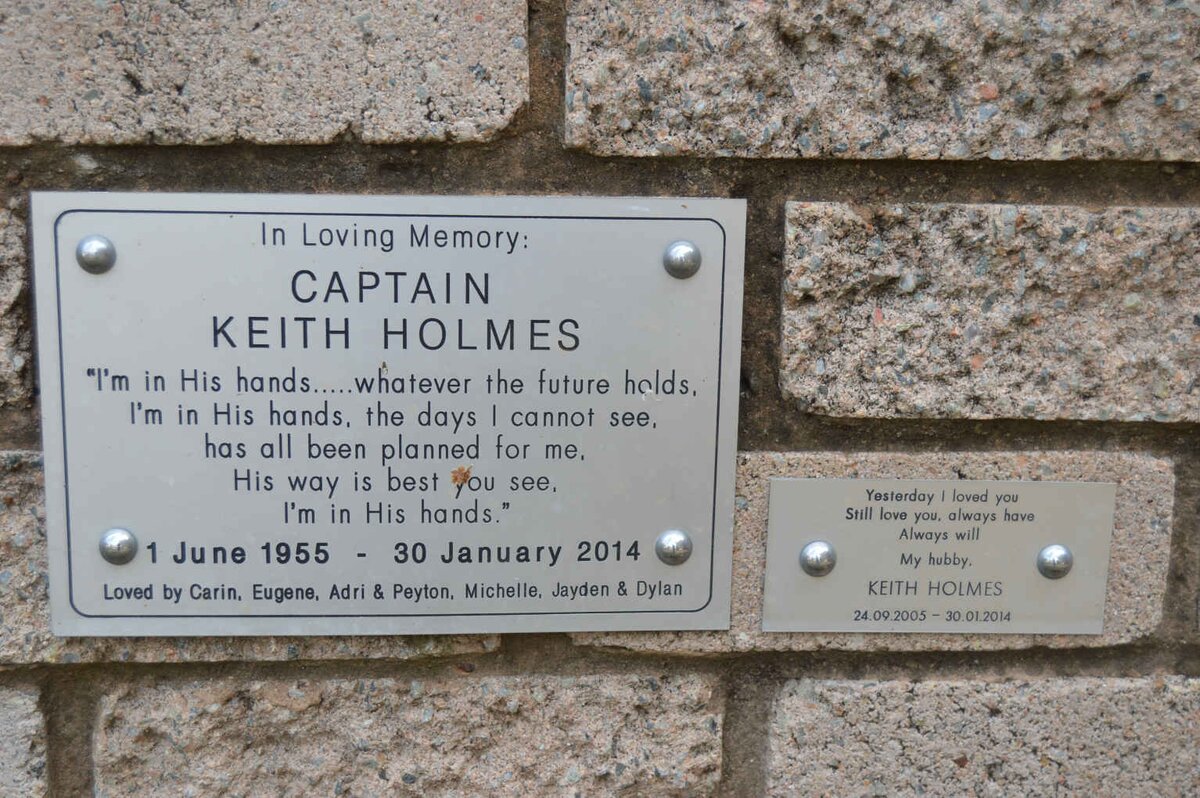 In Loving Memory:
CAPTAIN
KEITH HOLMES
"I'm in His hands.....whatever the future holds,
I'm in His hands, the days I cannot see,
has all been planned for me,
His way is best you see,
I'm in His hands."
1 June 1955 - 30 January 2014
Loved by Carin, Eugene, Adri & Peyton, Michelle, Jayden & Dylan
Yesterday I loved you
Still love you, always have
Always will
My hubby,
KEITH HOLMES
24.09.2005 – 30.01.2014